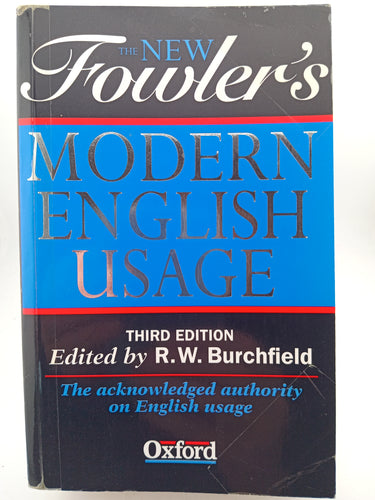 THE NEW
Fowler's
MODERN
ENGLISH
USAGE
THIRD EDITION
Edited by R.W. Burchfield
The acknowledged authority
on English usage
Oxford